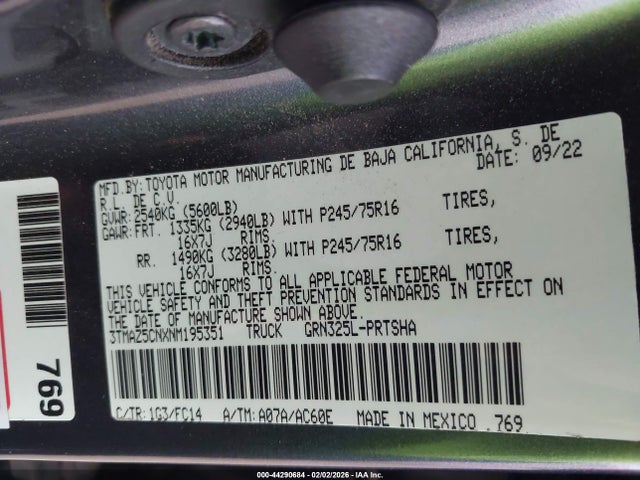 MFD.BY:TOYOTA MOTOR MANUFACTURING DE BAJA CALIFORNIA, S. DE
R.L. DE C.V. DATE: 09/22
GVWR:2540KG (5600LB)
GAWR:FRT. 1335KG (2940LB) WITH P245/75R16 TIRES,
16X7J RIMS.
RR. 1490KG (3280LB) WITH P245/75R16 TIRES,
16X7J RIMS.
THIS VEHICLE CONFORMS TO ALL APPLICABLE FEDERAL MOTOR
VEHICLE SAFETY AND THEFT PREVENTION STANDARDS IN EFFECT ON
THE DATE OF MANUFACTURE SHOWN ABOVE.
3TMAZ5CNXNM195351 TRUCK GRN325L-PRTSHA
C/TR:1G3/FC14 A/TM:A07A/AC60E MADE IN MEXICO .769
769
000-44290684 - 02/02/2026 - IAA Inc.